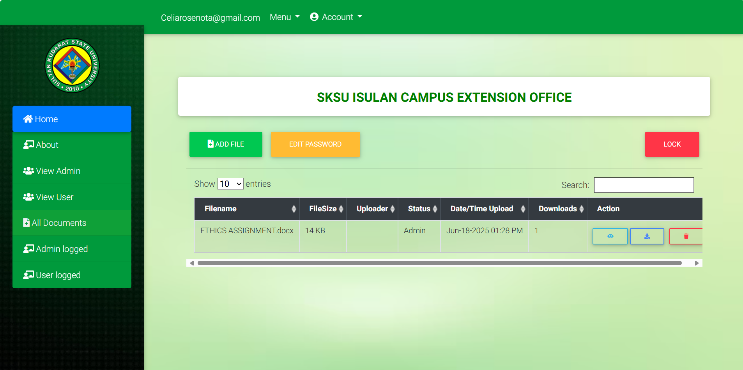 Celiarosenota@gmail.com Menu Account
SULTAN KUDARAT STATE UNIVERSITY
2010
Home
About
View Admin
View User
All Documents
Admin logged
User logged
SKSU ISULAN CAMPUS EXTENSION OFFICE
ADD FILE EDIT PASSWORD LOCK
Show 10 entries Search:
Filename FileSize Uploader Status Date/Time Upload Downloads Action
ETHICS ASSIGNMENT.docx 14 KB Admin Jun-18-2025 01:28 PM 1